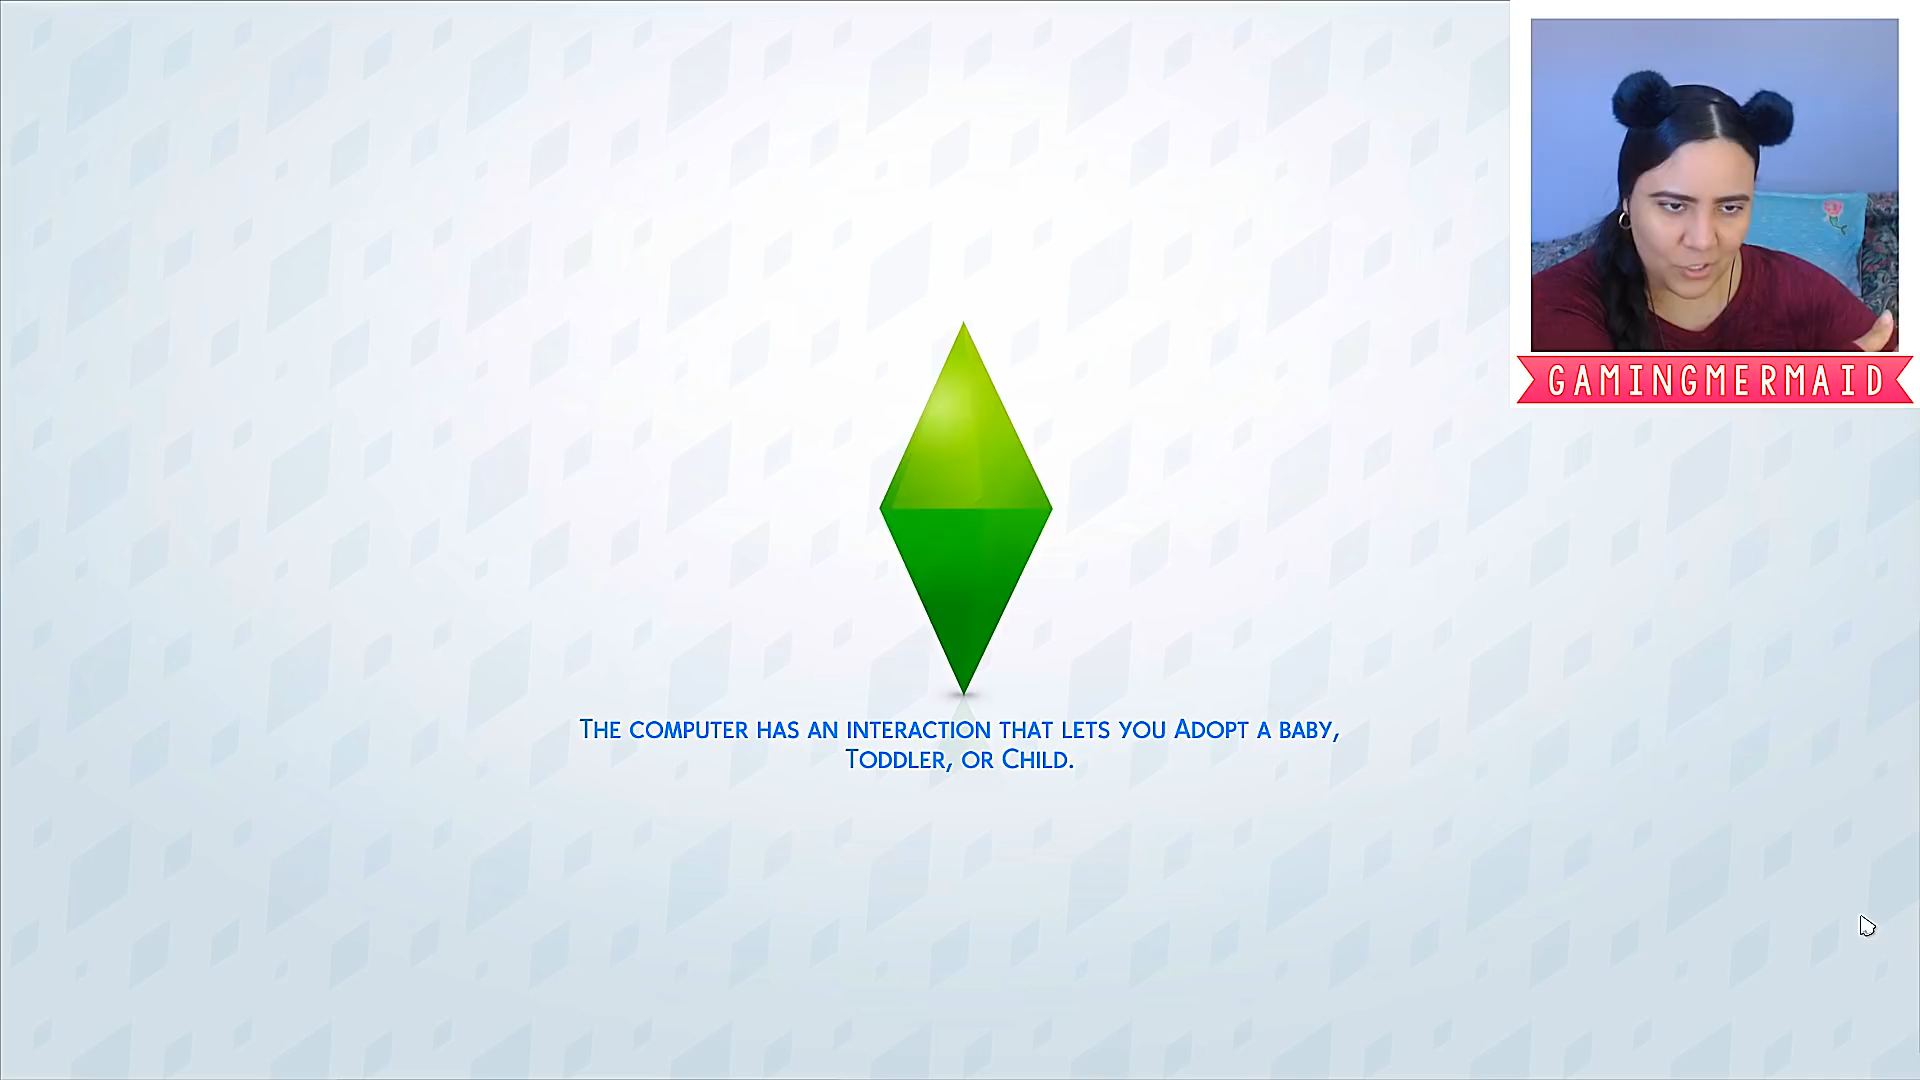 GAMINGMERMAID
The computer has an interaction that lets you Adopt a baby,
Toddler, or Child.